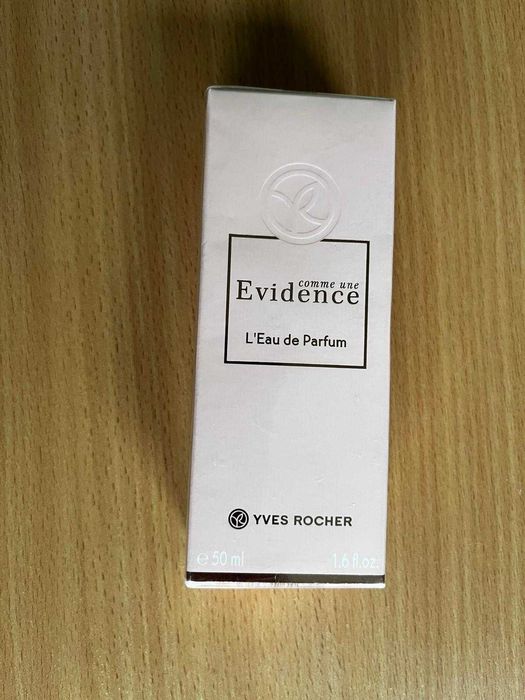 comme une
Evidence
L'Eau de Parfum
YVES ROCHER
℮ 50 ml 1.6 fl.oz.